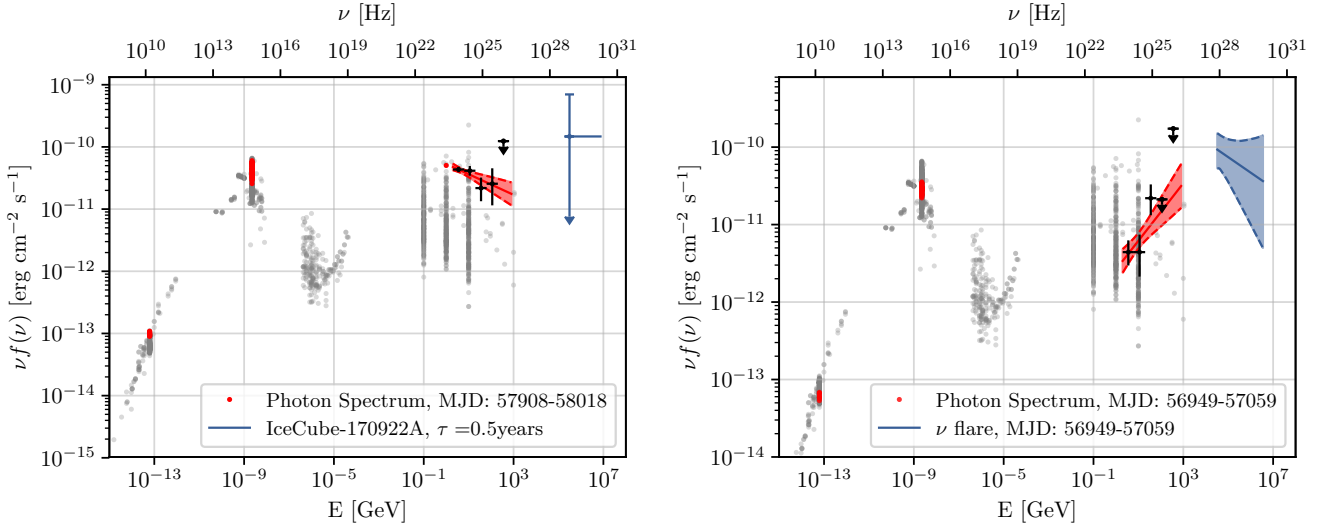 ν [Hz]
10^10 10^13 10^16 10^19 10^22 10^25 10^28 10^31
10^-9
10^-10
10^-11
10^-12
10^-13
10^-14
10^-15
νf(ν) [erg cm^-2 s^-1]
Photon Spectrum, MJD: 57908-58018
IceCube-170922A, τ =0.5years
10^-13 10^-9 10^-5 10^-1 10^3 10^7
E [GeV]
ν [Hz]
10^10 10^13 10^16 10^19 10^22 10^25 10^28 10^31
10^-10
10^-11
10^-12
10^-13
10^-14
νf(ν) [erg cm^-2 s^-1]
Photon Spectrum, MJD: 56949-57059
ν flare, MJD: 56949-57059
10^-13 10^-9 10^-5 10^-1 10^3 10^7
E [GeV]